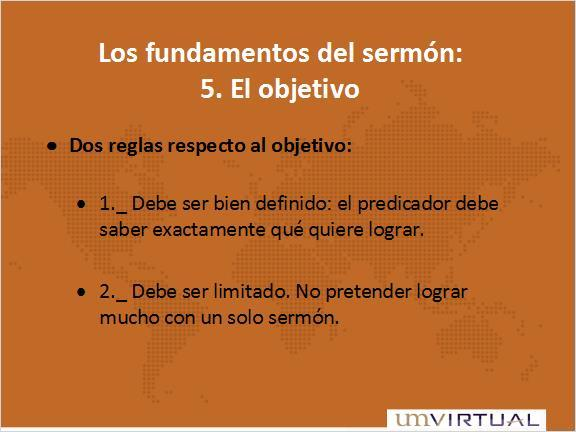 Los fundamentos del sermón:
5. El objetivo
• Dos reglas respecto al objetivo:
• 1._ Debe ser bien definido: el predicador debe
saber exactamente qué quiere lograr.
• 2._ Debe ser limitado. No pretender lograr
mucho con un solo sermón.
umVIRTUAL